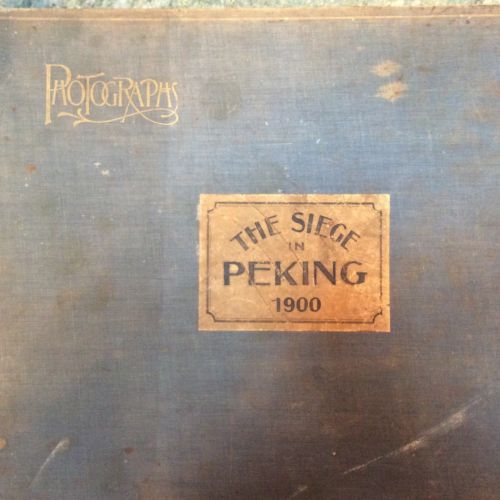 PHOTOGRAPHS
THE SIEGE
IN
PEKING
1900